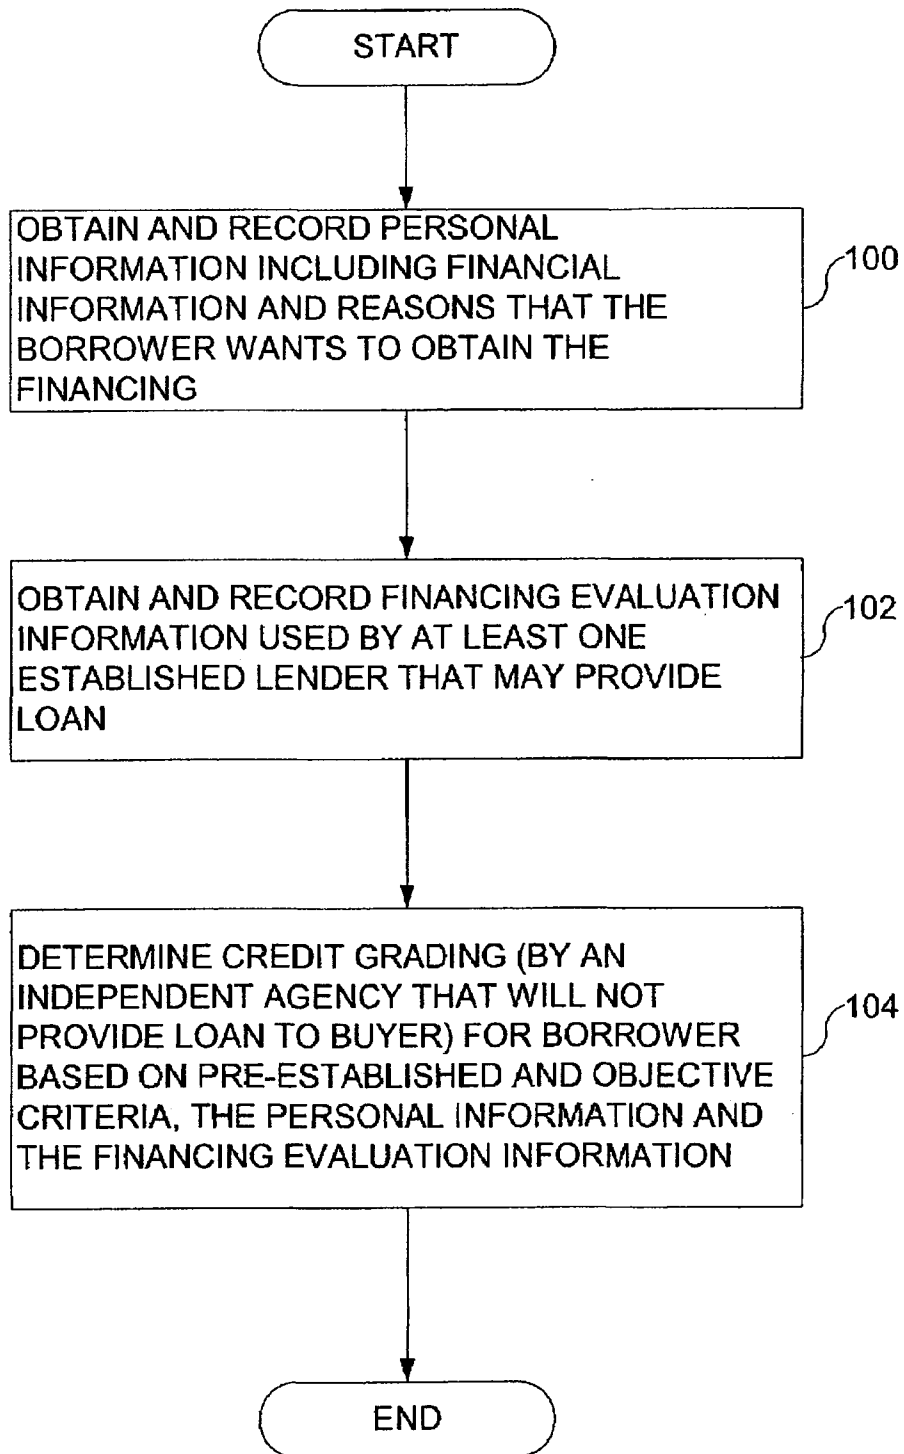 START
OBTAIN AND RECORD PERSONAL
INFORMATION INCLUDING FINANCIAL
INFORMATION AND REASONS THAT THE
BORROWER WANTS TO OBTAIN THE
FINANCING
100
OBTAIN AND RECORD FINANCING EVALUATION
INFORMATION USED BY AT LEAST ONE
ESTABLISHED LENDER THAT MAY PROVIDE
LOAN
102
DETERMINE CREDIT GRADING (BY AN
INDEPENDENT AGENCY THAT WILL NOT
PROVIDE LOAN TO BUYER) FOR BORROWER
BASED ON PRE-ESTABLISHED AND OBJECTIVE
CRITERIA, THE PERSONAL INFORMATION AND
THE FINANCING EVALUATION INFORMATION
104
END